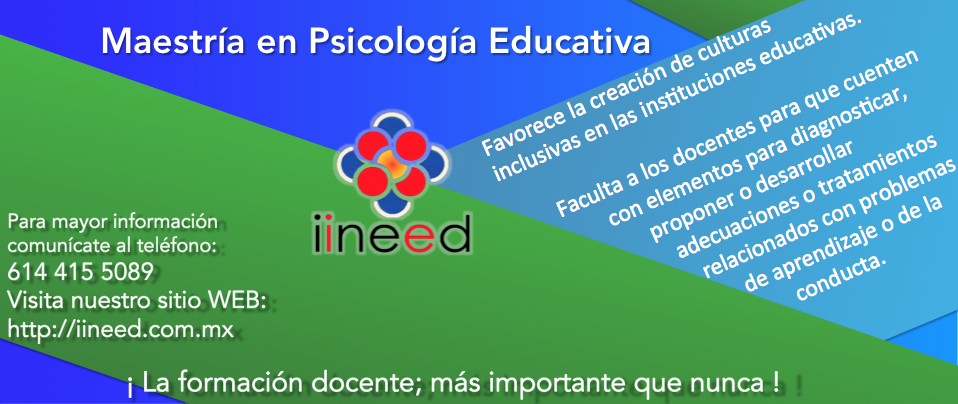 Maestría en Psicología Educativa
Favorece la creación de culturas
inclusivas en las instituciones educativas.
Faculta a los docentes para que cuenten
con elementos para diagnosticar,
proponer o desarrollar
adecuaciones o tratamientos
relacionados con problemas
de aprendizaje o de la
conducta.
iineed
Para mayor información
comunícate al teléfono:
614 415 5089
Visita nuestro sitio WEB:
http://iineed.com.mx
¡ La formación docente; más importante que nunca !